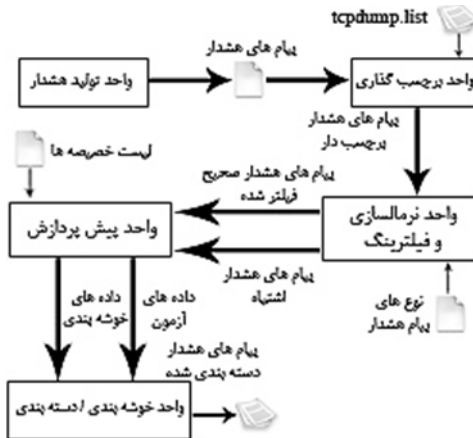 tcpdump.list
پیام های هشدار
واحد تولید هشدار
واحد برچسب گذاری
پیام های هشدار
برچسب دار
لیست خصیصه ها
پیام های هشدار صحیح
فیلتر شده
واحد پیش پردازش
واحد نرمالسازی
و فیلترینگ
پیام های هشدار
اشتباه
نوع های
پیام هشدار
داده های
خوشه بندی
داده های
آزمون
پیام های هشدار
دسته بندی شده
واحد خوشه بندی / دسته بندی